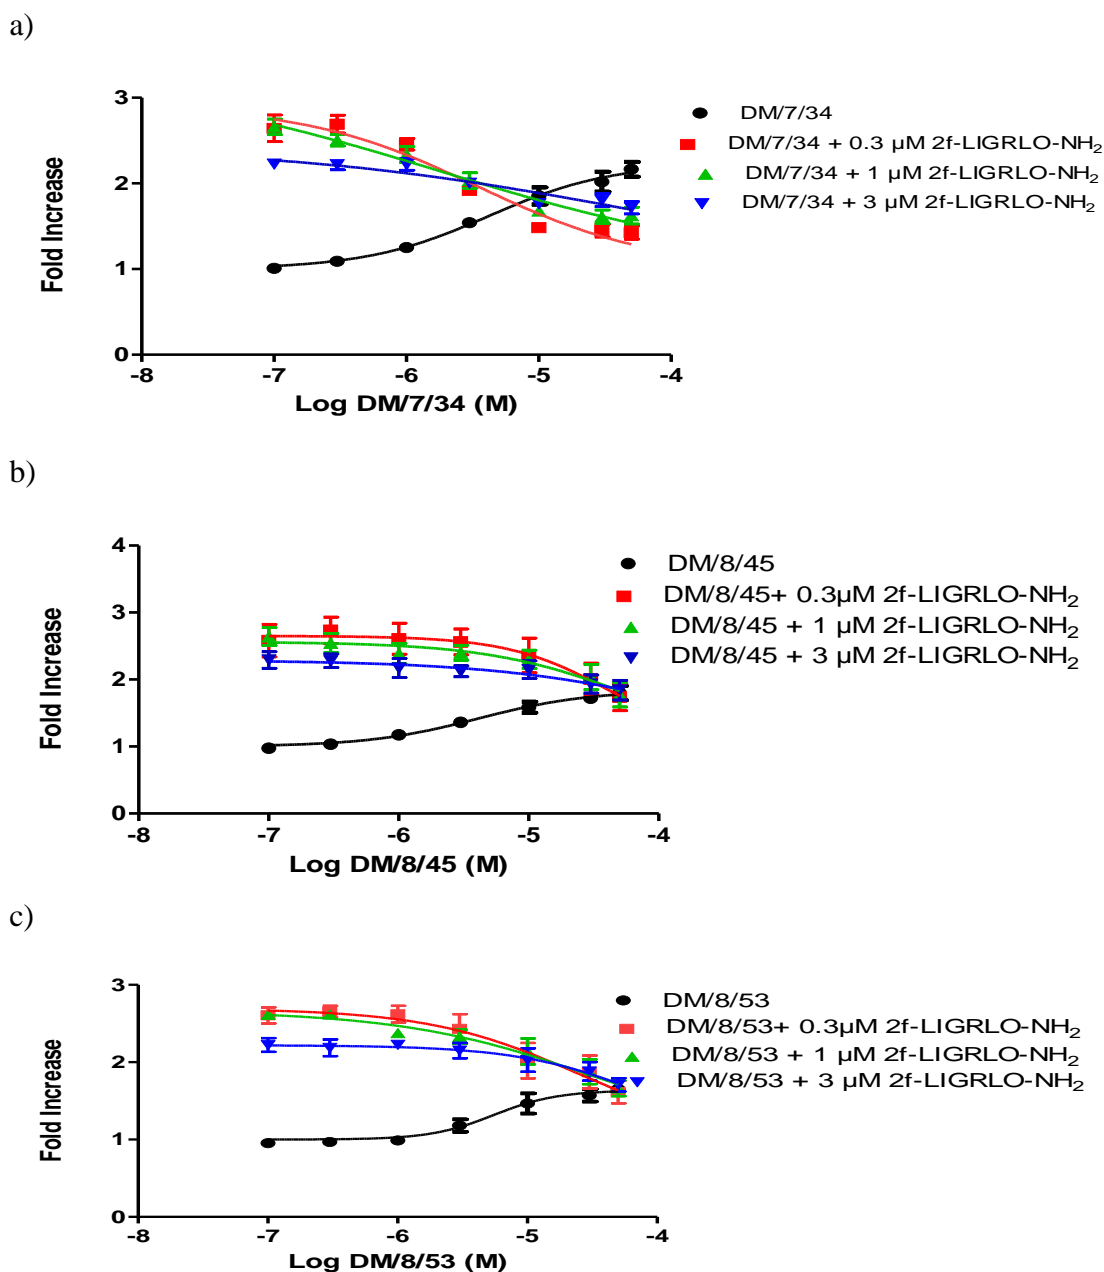 a)
3
2
1
0
Fold Increase
-8
-7
-6
-5
-4
Log DM/7/34 (M)
DM/7/34
DM/7/34 + 0.3 µM 2f-LIGRLO-NH2
DM/7/34 + 1 µM 2f-LIGRLO-NH2
DM/7/34 + 3 µM 2f-LIGRLO-NH2
b)
4
3
2
1
0
Fold Increase
-8
-7
-6
-5
-4
Log DM/8/45 (M)
DM/8/45
DM/8/45+ 0.3µM 2f-LIGRLO-NH2
DM/8/45 + 1 µM 2f-LIGRLO-NH2
DM/8/45 + 3 µM 2f-LIGRLO-NH2
c)
3
2
1
0
Fold Increase
-8
-7
-6
-5
-4
Log DM/8/53 (M)
DM/8/53
DM/8/53+ 0.3µM 2f-LIGRLO-NH2
DM/8/53 + 1 µM 2f-LIGRLO-NH2
DM/8/53 + 3 µM 2f-LIGRLO-NH2